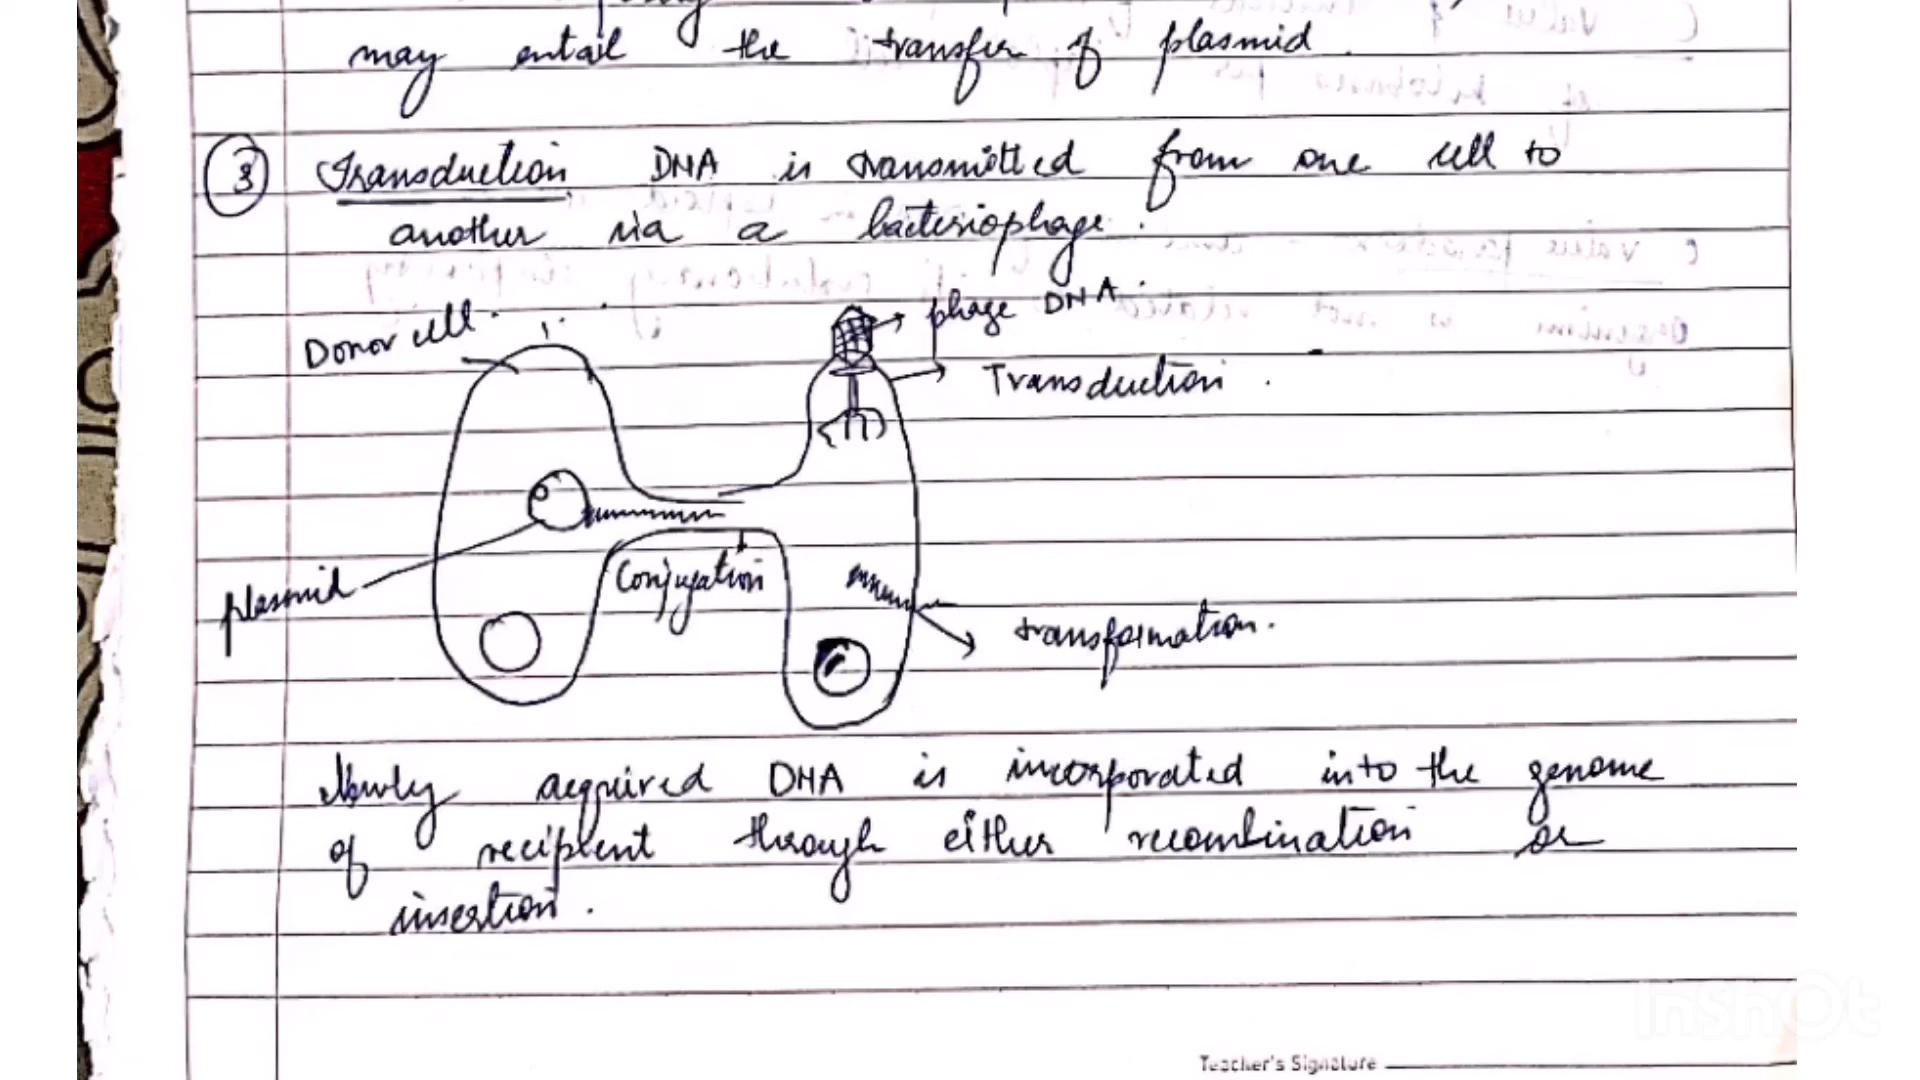 may entail the transfer of plasmid.
③ Transduction DNA is transmitted from one cell to
another via a bacteriophage.
Donor cell.
phage DNA.
Transduction.
plasmid
Conjugation
transformation.
Newly acquired DNA is incorporated into the genome
of recipient through either recombination or
insertion.
Teacher's Signature
InShOt